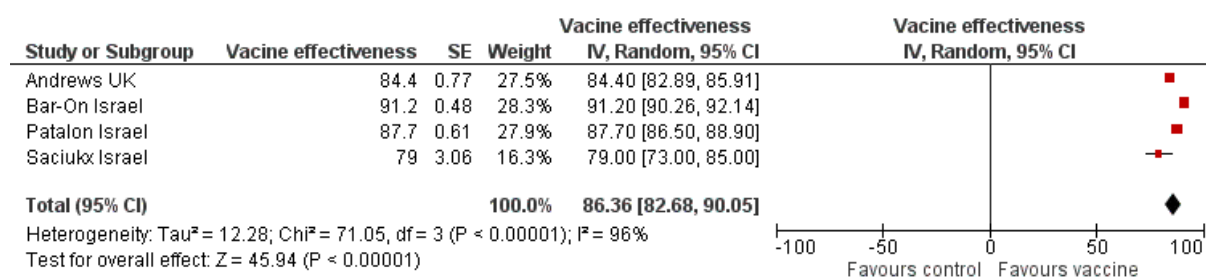 Vacine effectiveness Vacine effectiveness
Study or Subgroup Vacine effectiveness SE Weight IV, Random, 95% CI IV, Random, 95% CI
Andrews UK 84.4 0.77 27.5% 84.40 [82.89, 85.91]
Bar-On Israel 91.2 0.48 28.3% 91.20 [90.26, 92.14]
Patalon Israel 87.7 0.61 27.9% 87.70 [86.50, 88.90]
Saciukx Israel 79 3.06 16.3% 79.00 [73.00, 85.00]
Total (95% CI) 100.0% 86.36 [82.68, 90.05]
Heterogeneity: Tau² = 12.28; Chi² = 71.05, df = 3 (P < 0.00001); I² = 96%
Test for overall effect: Z = 45.94 (P < 0.00001)
-100 -50 0 50 100
Favours control Favours vaccine